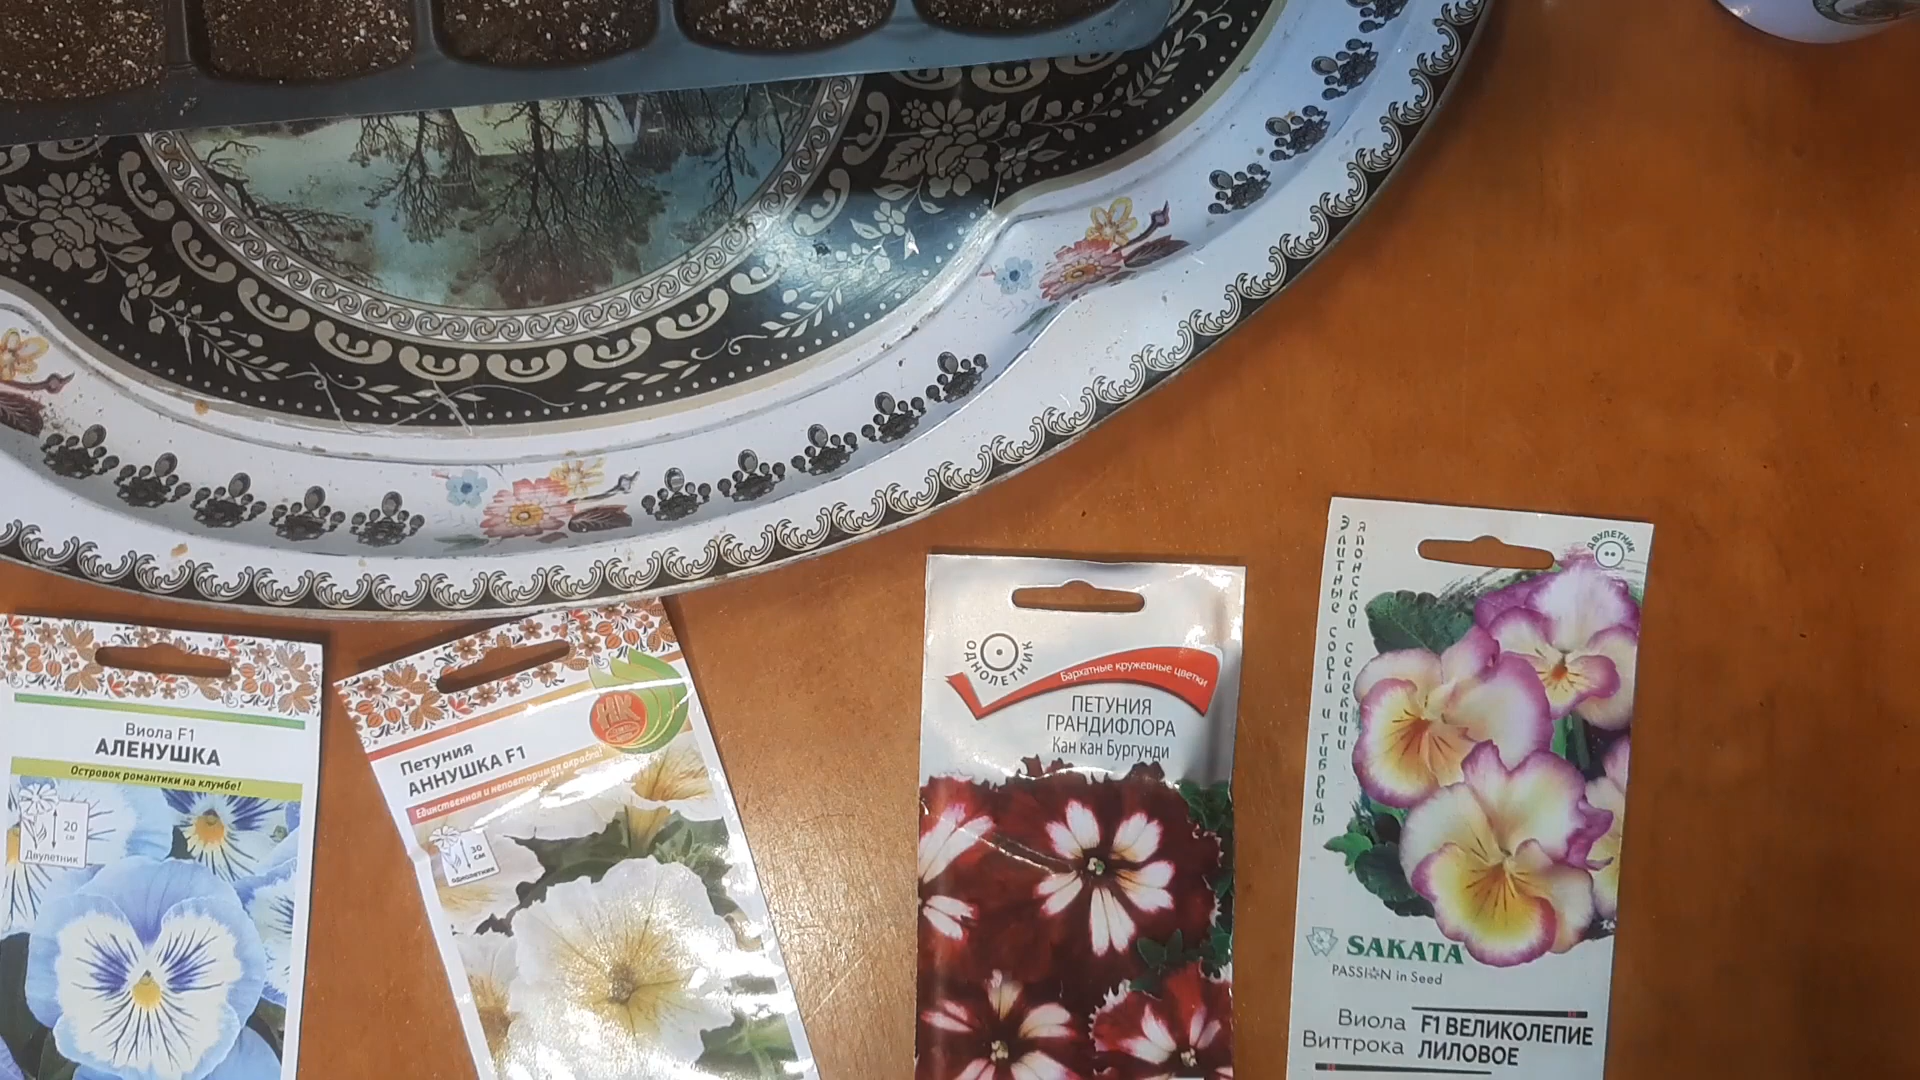 Виола F1
АЛЕНУШКА
Островок романтики на клумбе!
20
см
Двулетник
НК
Петуния
АННУШКА F1
Единственная и неповторимая окраска!
30
см
однолетник
ОДНОЛЕТНИК
Бархатные кружевные цветки
ПЕТУНИЯ
ГРАНДИФЛОРА
Кан кан Бургунди
Элитные сорта и гибриды
японской селекции
ДВУЛЕТНИК
SAKATA
PASSION in Seed
Виола
Виттрока
F1 ВЕЛИКОЛЕПИЕ
ЛИЛОВОЕ